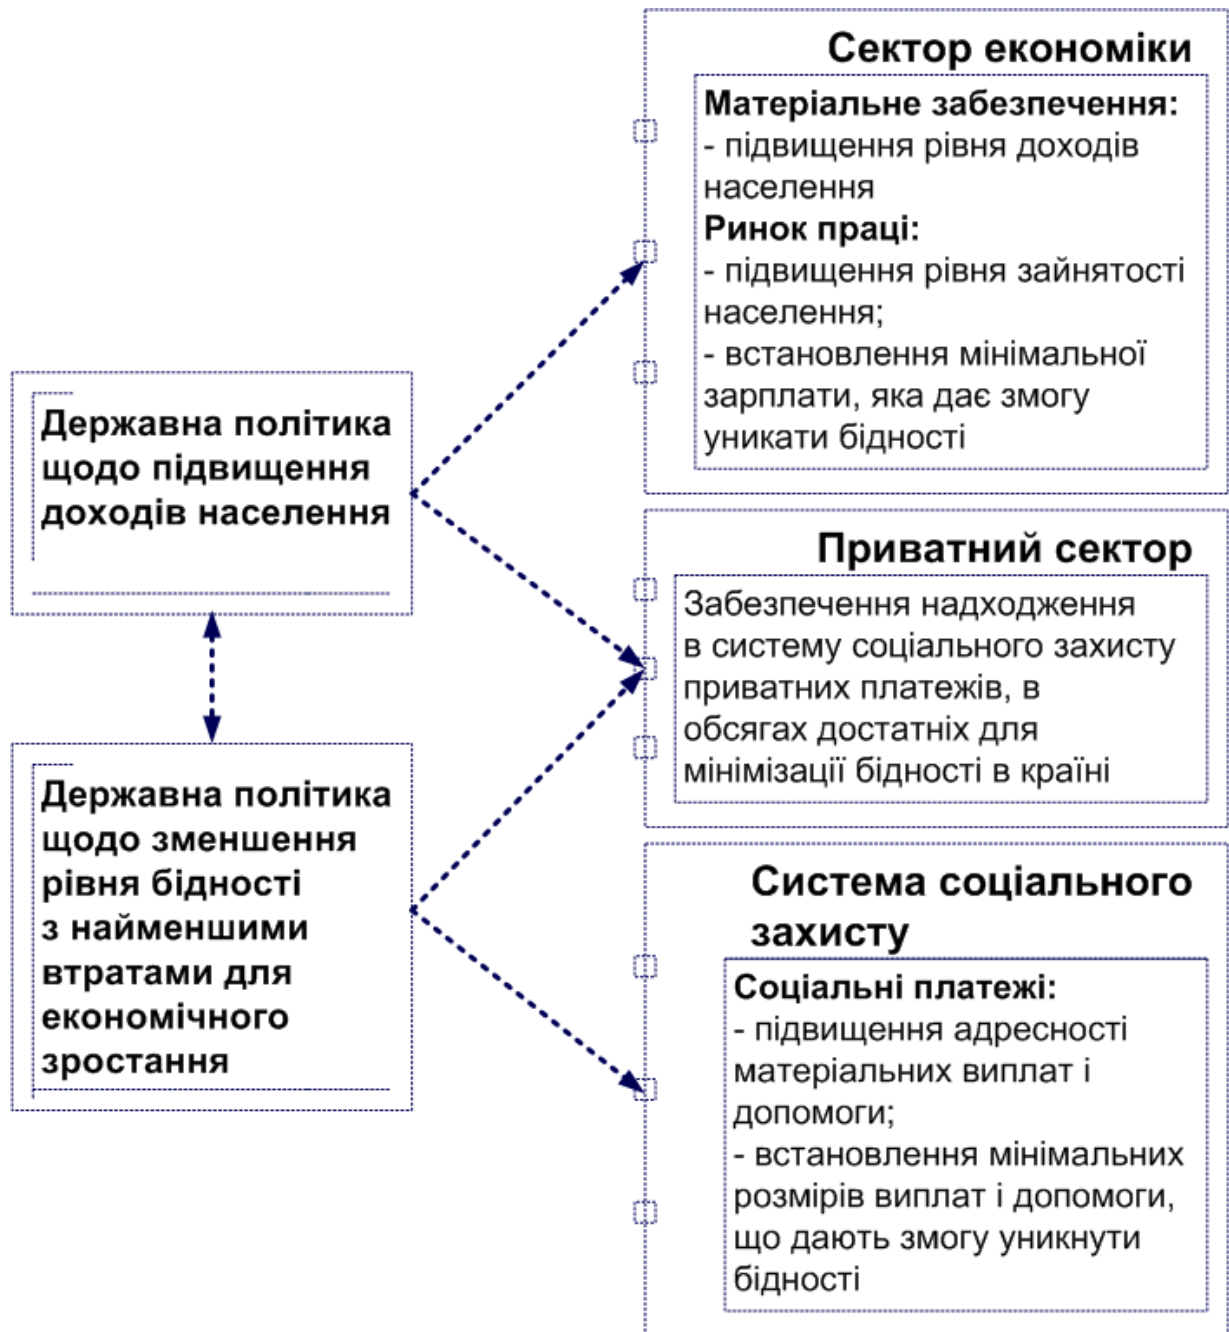 Сектор економіки
Матеріальне забезпечення:
- підвищення рівня доходів
населення
Ринок праці:
- підвищення рівня зайнятості
населення;
- встановлення мінімальної
зарплати, яка дає змогу
уникати бідності
Державна політика
щодо підвищення
доходів населення
Приватний сектор
Забезпечення надходження
в систему соціального захисту
приватних платежів, в
обсягах достатніх для
мінімізації бідності в країні
Державна політика
щодо зменшення
рівня бідності
з найменшими
втратами для
економічного
зростання
Система соціального
захисту
Соціальні платежі:
- підвищення адресності
матеріальних виплат і
допомоги;
- встановлення мінімальних
розмірів виплат і допомоги,
що дають змогу уникнути
бідності